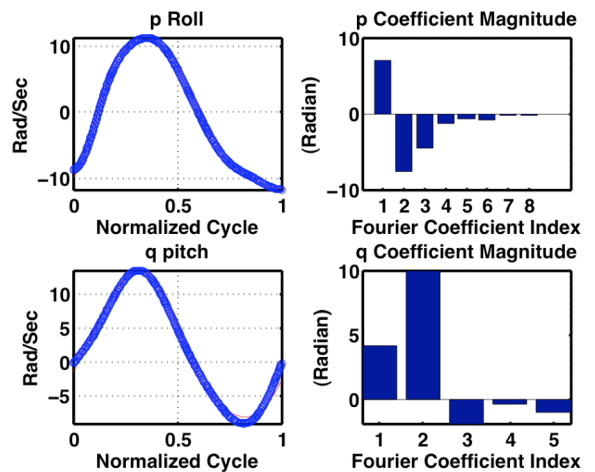 p Roll
Rad/Sec
10
0
−10
0
0.5
1
Normalized Cycle
p Coefficient Magnitude
(Radian)
10
0
−10
1 2 3 4 5 6 7 8
Fourier Coefficient Index
q pitch
Rad/Sec
10
5
0
−5
0
0.5
1
Normalized Cycle
q Coefficient Magnitude
(Radian)
10
5
0
1 2 3 4 5
Fourier Coefficient Index